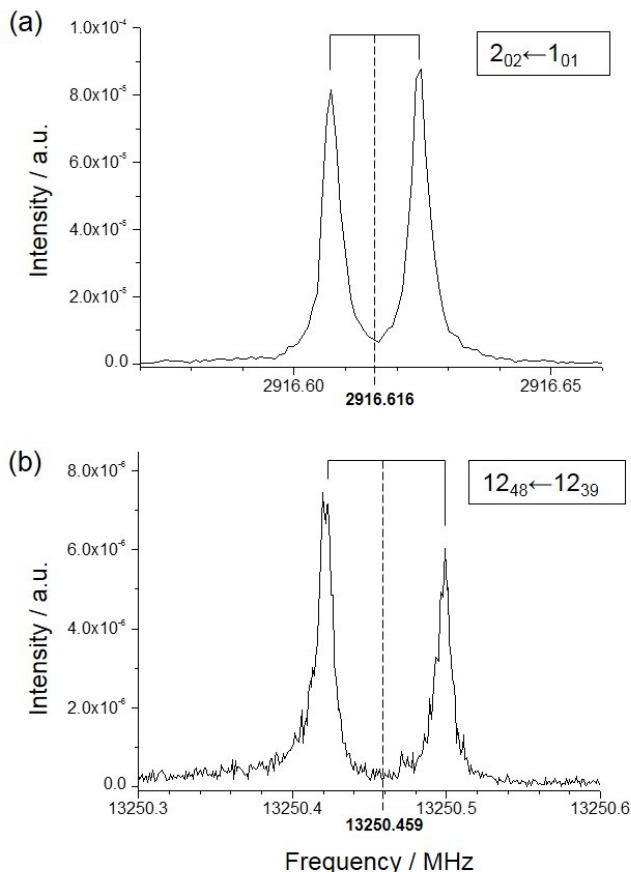 (a)
1.0x10⁻⁴
8.0x10⁻⁵
6.0x10⁻⁵
4.0x10⁻⁵
2.0x10⁻⁵
0.0
Intensity / a.u.
2₀₂←1₀₁
2916.60
2916.65
2916.616
(b)
8.0x10⁻⁶
6.0x10⁻⁶
4.0x10⁻⁶
2.0x10⁻⁶
0.0
Intensity / a.u.
12₄₈←12₃₉
13250.3
13250.4
13250.5
13250.6
13250.459
Frequency / MHz